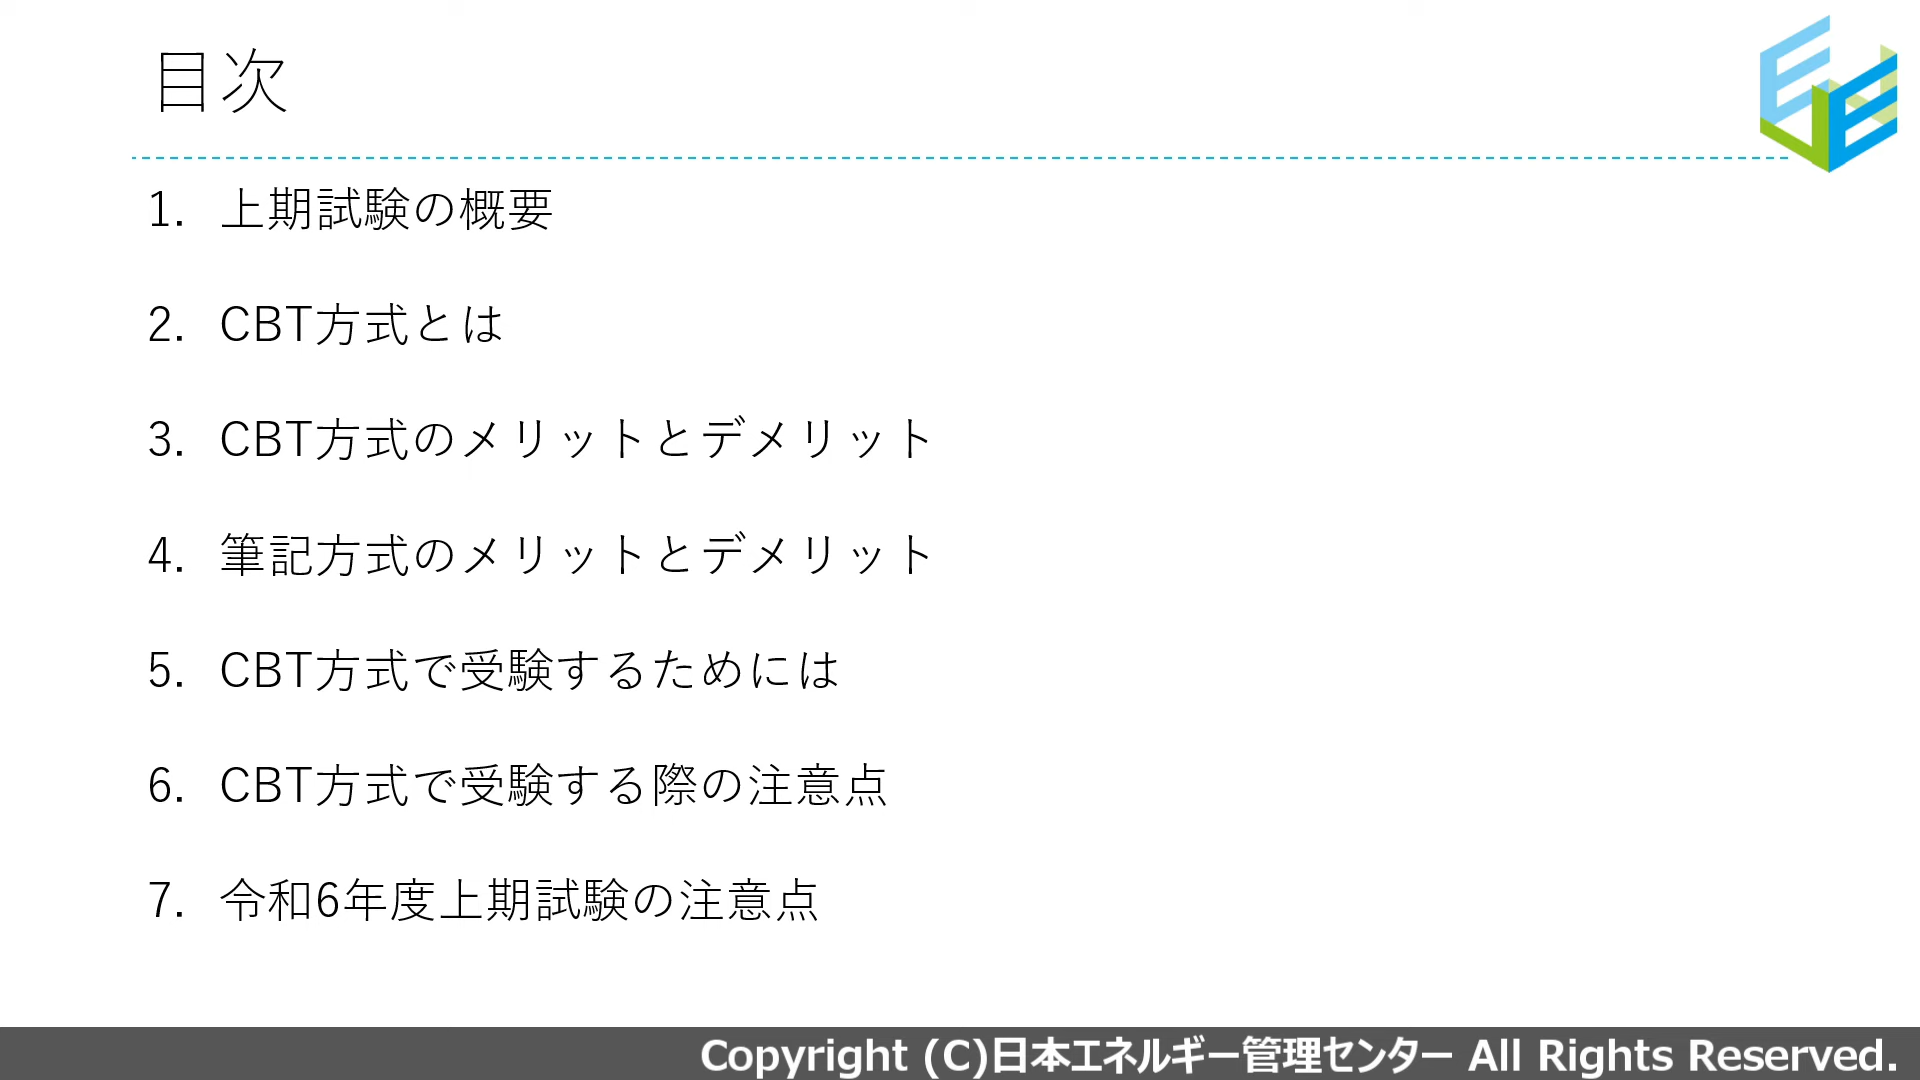 目次
1. 上期試験の概要
2. CBT方式とは
3. CBT方式のメリットとデメリット
4. 筆記方式のメリットとデメリット
5. CBT方式で受験するためには
6. CBT方式で受験する際の注意点
7. 令和6年度上期試験の注意点
Copyright (C)日本エネルギー管理センター All Rights Reserved.